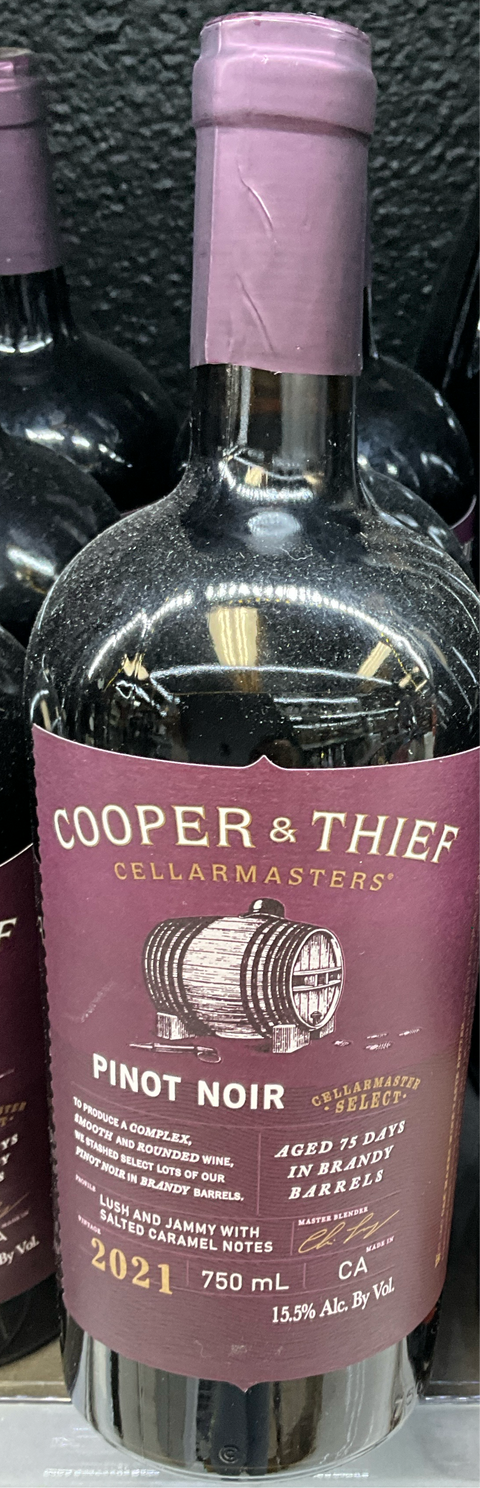 COOPER & THIEF
CELLARMASTERS®
PINOT NOIR
CELLARMASTER
·SELECT·
TO PRODUCE A COMPLEX,
SMOOTH AND ROUNDED WINE,
WE STASHED SELECT LOTS OF OUR
PINOT NOIR IN BRANDY BARRELS.
AGED 75 DAYS
IN BRANDY
BARRELS
PROFILE
LUSH AND JAMMY WITH
SALTED CARAMEL NOTES
MASTER BLENDER
VINTAGE
2021
750 mL
MADE IN
CA
15.5% Alc. By Vol.